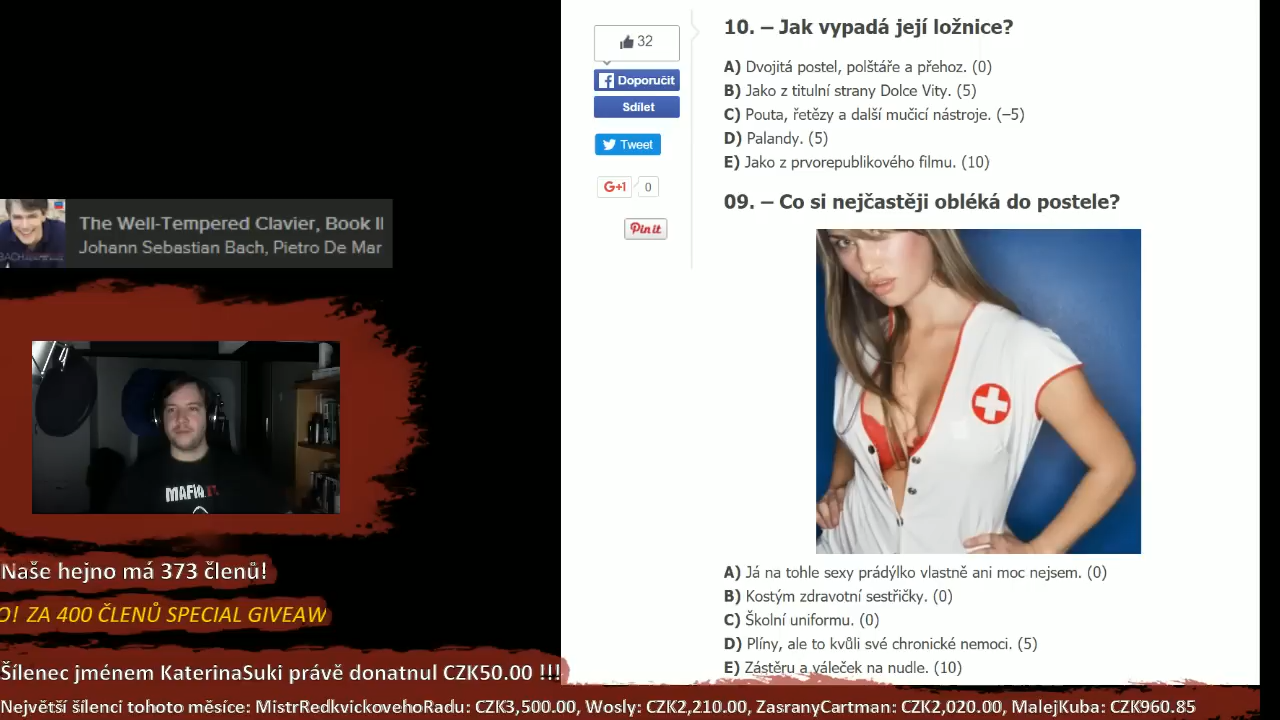 32
Doporučit
Sdílet
Tweet
G+1
0
Pin it
10. – Jak vypadá její ložnice?
A) Dvojitá postel, polštáře a přehoz. (0)
B) Jako z titulní strany Dolce Vity. (5)
C) Pouta, řetězy a další mučicí nástroje. (–5)
D) Palandy. (5)
E) Jako z prvorepublikového filmu. (10)
09. – Co si nejčastěji obléká do postele?
A) Já na tohle sexy prádýlko vlastně ani moc nejsem. (0)
B) Kostým zdravotní sestřičky. (0)
C) Školní uniformu. (0)
D) Plíny, ale to kvůli své chronické nemoci. (5)
E) Zástěru a váleček na nudle. (10)
The Well-Tempered Clavier, Book II
Johann Sebastian Bach, Pietro De Mar
BACH
MAFIA II
Naše hejno má 373 členů!
O! ZA 400 ČLENŮ SPECIAL GIVEAW
Šílenec jménem KaterinaSuki právě donatnul CZK50.00 !!!
Největší šílenci tohoto měsíce: MistrRedkvickovehoRadu: CZK3,500.00, Wosly: CZK2,210.00, ZasranyCartman: CZK2,020.00, MalejKuba: CZK960.85